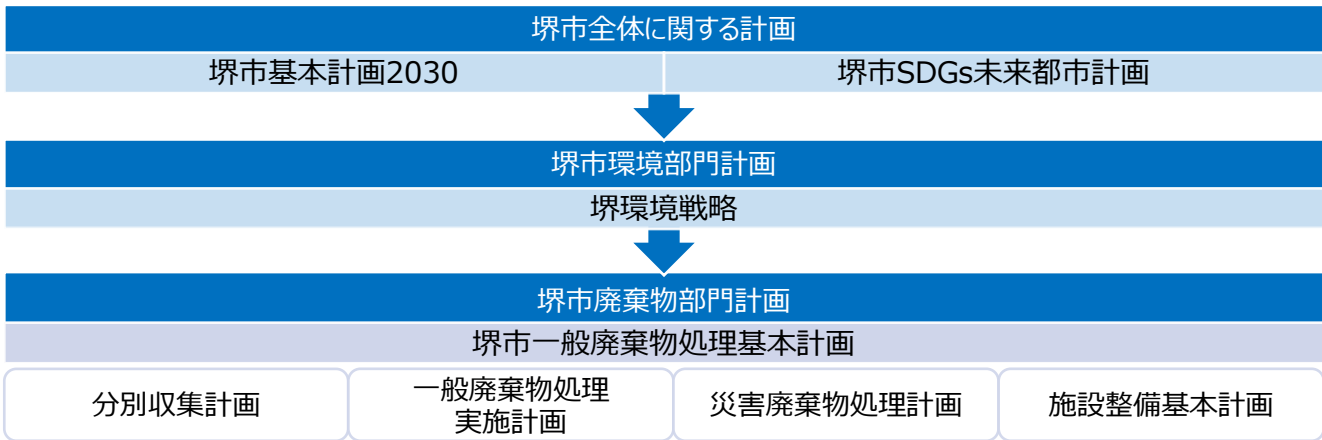 堺市全体に関する計画
堺市基本計画2030
堺市SDGs未来都市計画
堺市環境部門計画
堺環境戦略
堺市廃棄物部門計画
堺市一般廃棄物処理基本計画
分別収集計画
一般廃棄物処理
実施計画
災害廃棄物処理計画
施設整備基本計画